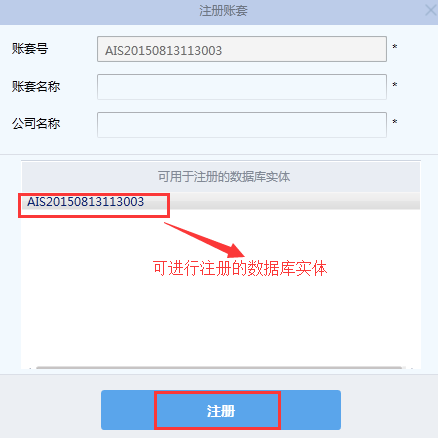 注册账套
账套号 AIS20150813113003 *
账套名称 *
公司名称 *
可用于注册的数据库实体
AIS20150813113003
可进行注册的数据库实体
注册